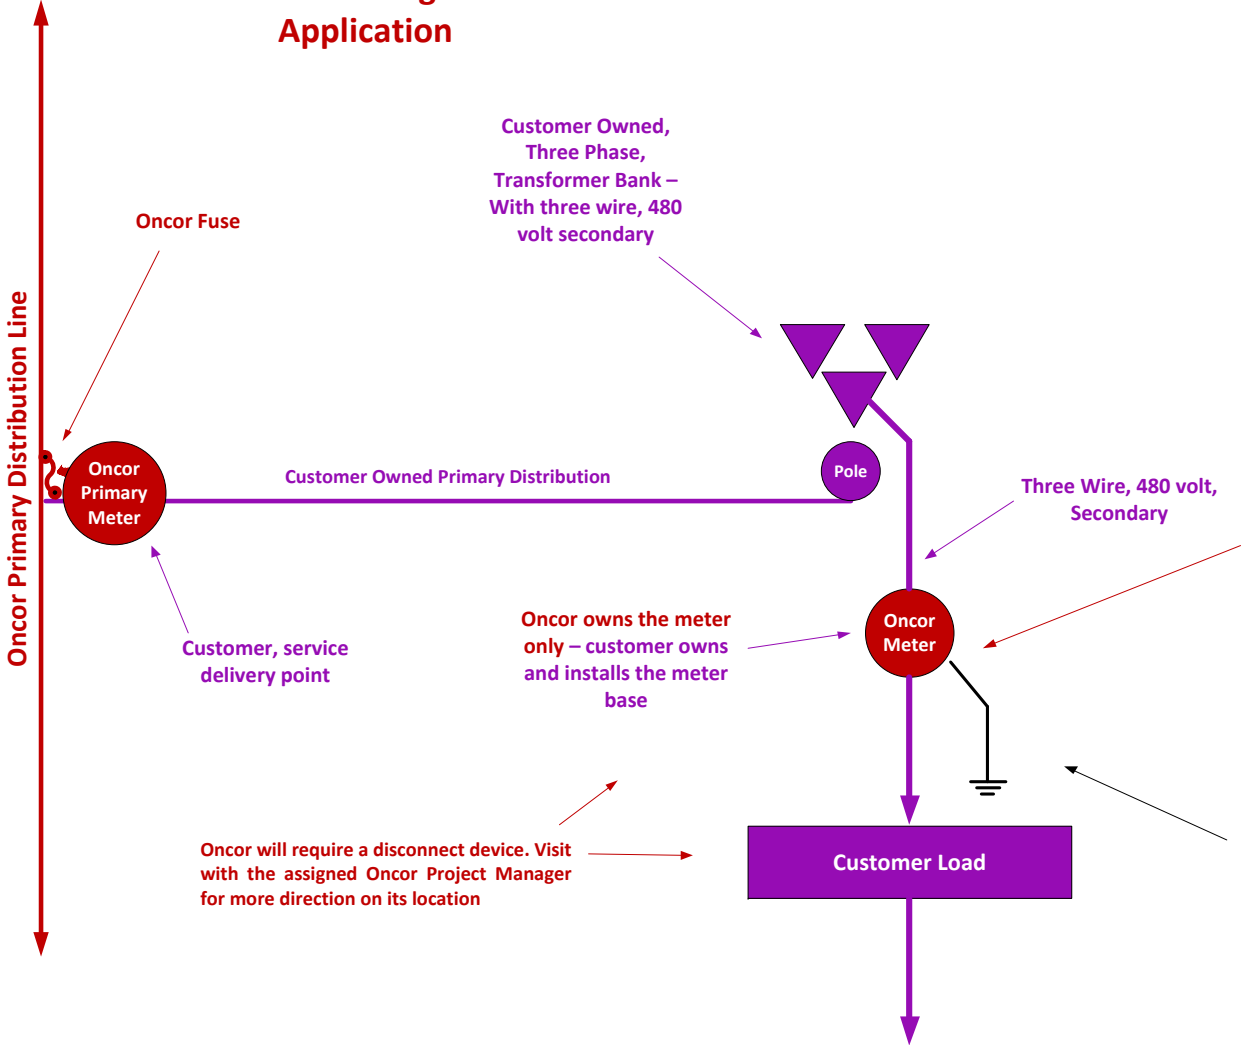 Application
Customer Owned,
Three Phase,
Transformer Bank –
With three wire, 480
volt secondary
Oncor Fuse
Oncor Primary Distribution Line
Oncor
Primary
Meter
Customer Owned Primary Distribution
Pole
Three Wire, 480 volt,
Secondary
Customer, service
delivery point
Oncor owns the meter
only – customer owns
and installs the meter
base
Oncor
Meter
Oncor will require a disconnect device. Visit
with the assigned Oncor Project Manager
for more direction on its location
Customer Load